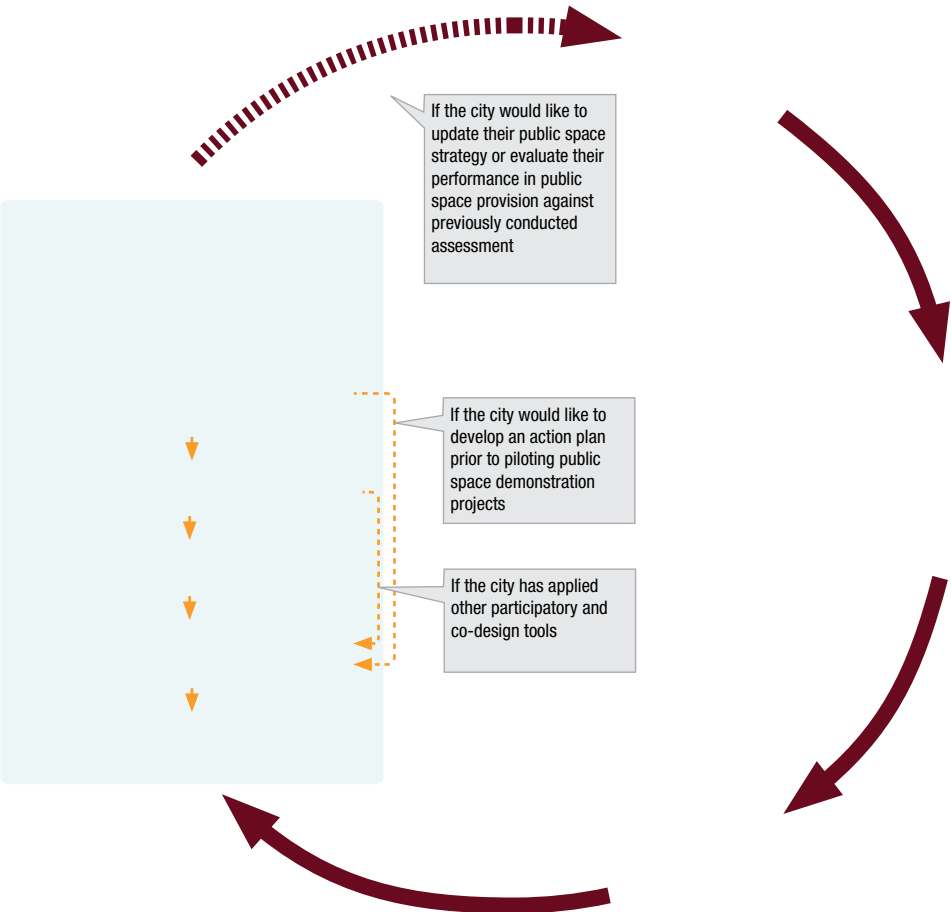 If the city would like to
update their public space
strategy or evaluate their
performance in public
space provision against
previously conducted
assessment
If the city would like to
develop an action plan
prior to piloting public
space demonstration
projects
If the city has applied
other participatory and
co-design tools